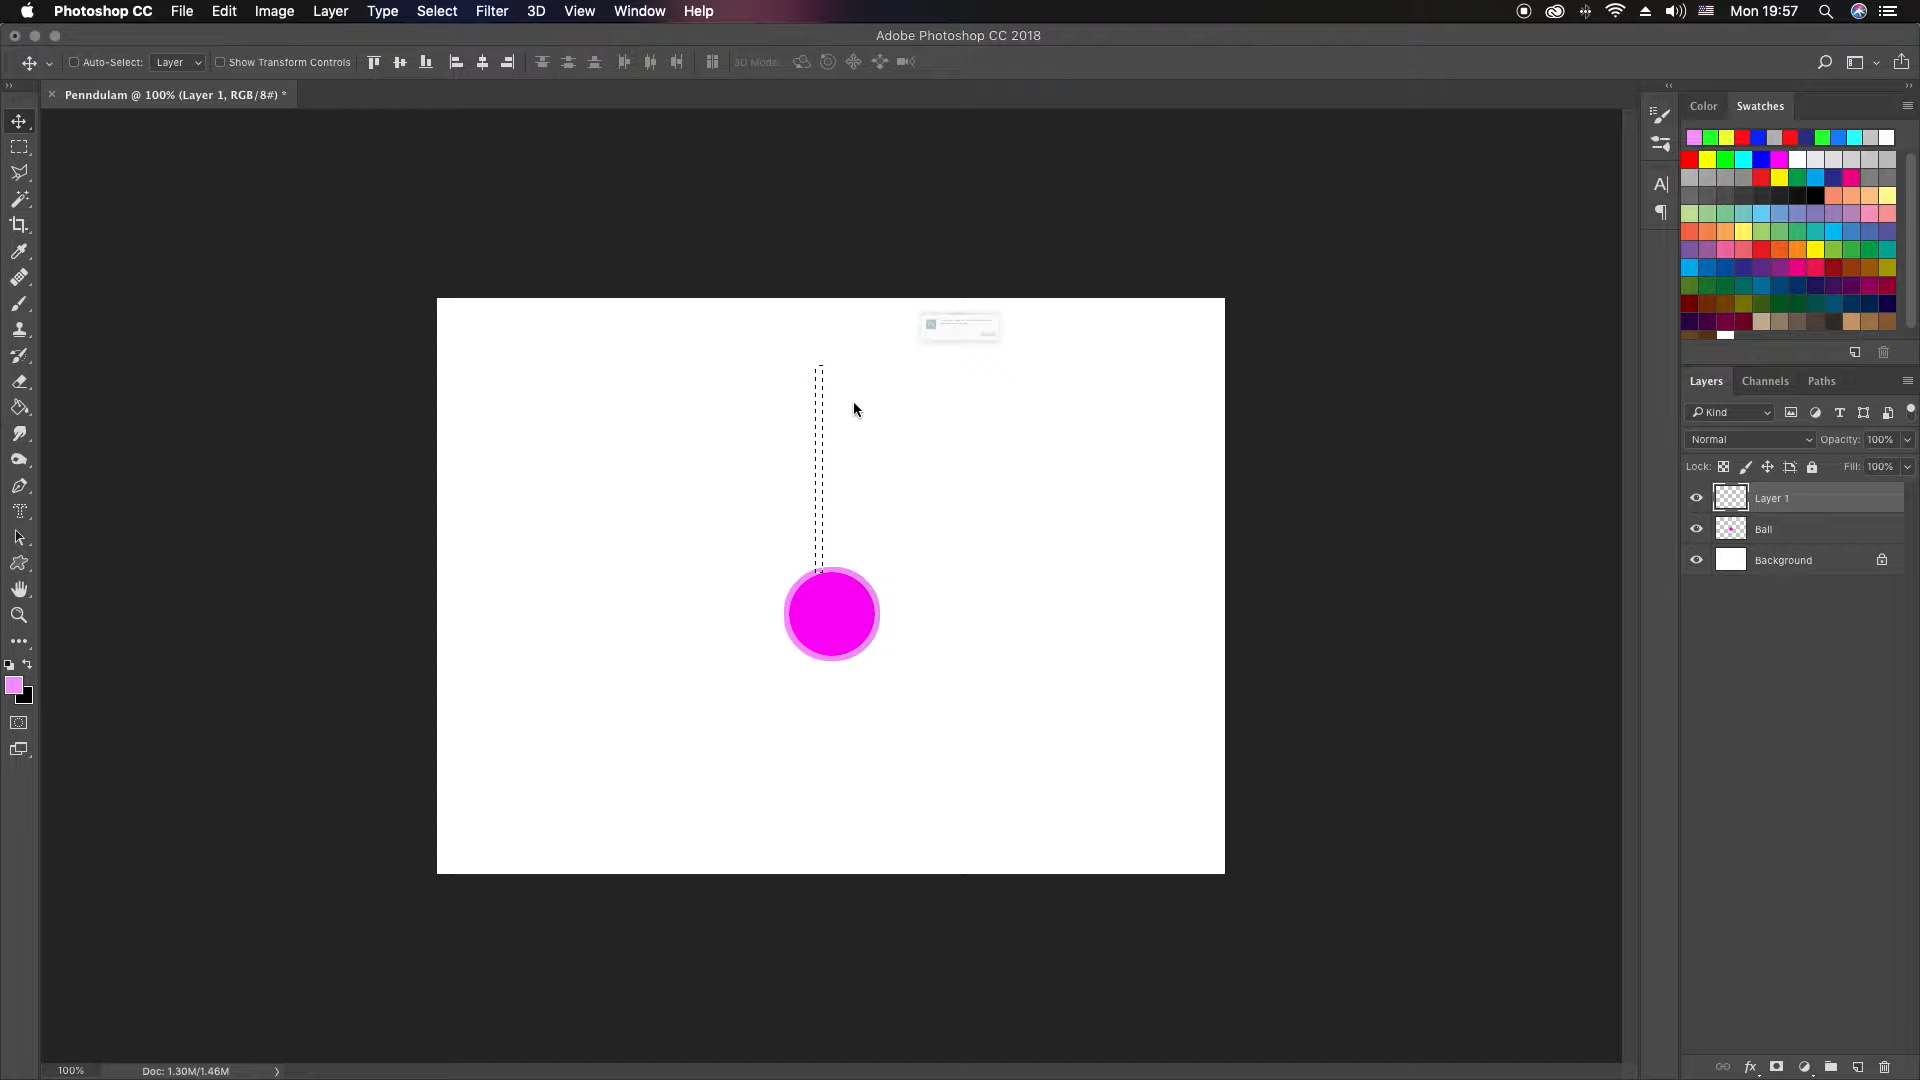 Photoshop CC File Edit Image Layer Type Select Filter 3D View Window Help Mon 19:57
Adobe Photoshop CC 2018
Auto-Select: Layer Show Transform Controls 3D Mode:
Penndulam @ 100% (Layer 1, RGB/8#) *
Color Swatches
Layers Channels Paths
Kind
Normal Opacity: 100%
Lock: Fill: 100%
Layer 1
Ball
Background
100% Doc: 1.30M/1.46M